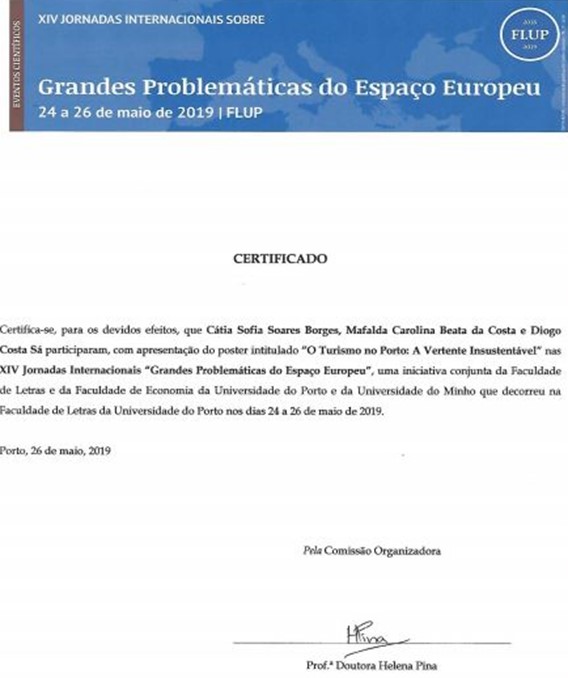 EVENTOS CIENTÍFICOS
XIV JORNADAS INTERNACIONAIS SOBRE
Grandes Problemáticas do Espaço Europeu
24 a 26 de maio de 2019 | FLUP
FLUP
2019
CERTIFICADO
Certifica-se, para os devidos efeitos, que Cátia Sofia Soares Borges, Mafalda Carolina Beata da Costa e Diogo
Costa Sá participaram, com apresentação do poster intitulado "O Turismo no Porto: A Vertente Insustentável" nas
XIV Jornadas Internacionais "Grandes Problemáticas do Espaço Europeu", uma iniciativa conjunta da Faculdade
de Letras e da Faculdade de Economia da Universidade do Porto e da Universidade do Minho que decorreu na
Faculdade de Letras da Universidade do Porto nos dias 24 a 26 de maio de 2019.
Porto, 26 de maio, 2019
Pela Comissão Organizadora
HPina
Prof.ª Doutora Helena Pina